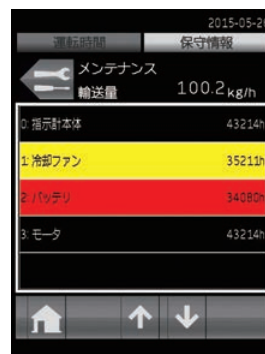 2015-05-20
運転時間 保守情報
メンテナンス
輸送量 100.2kg/h
0: 指示計本体 43214h
1: 冷却ファン 35211h
2: バッテリ 34080h
3: モータ 43214h